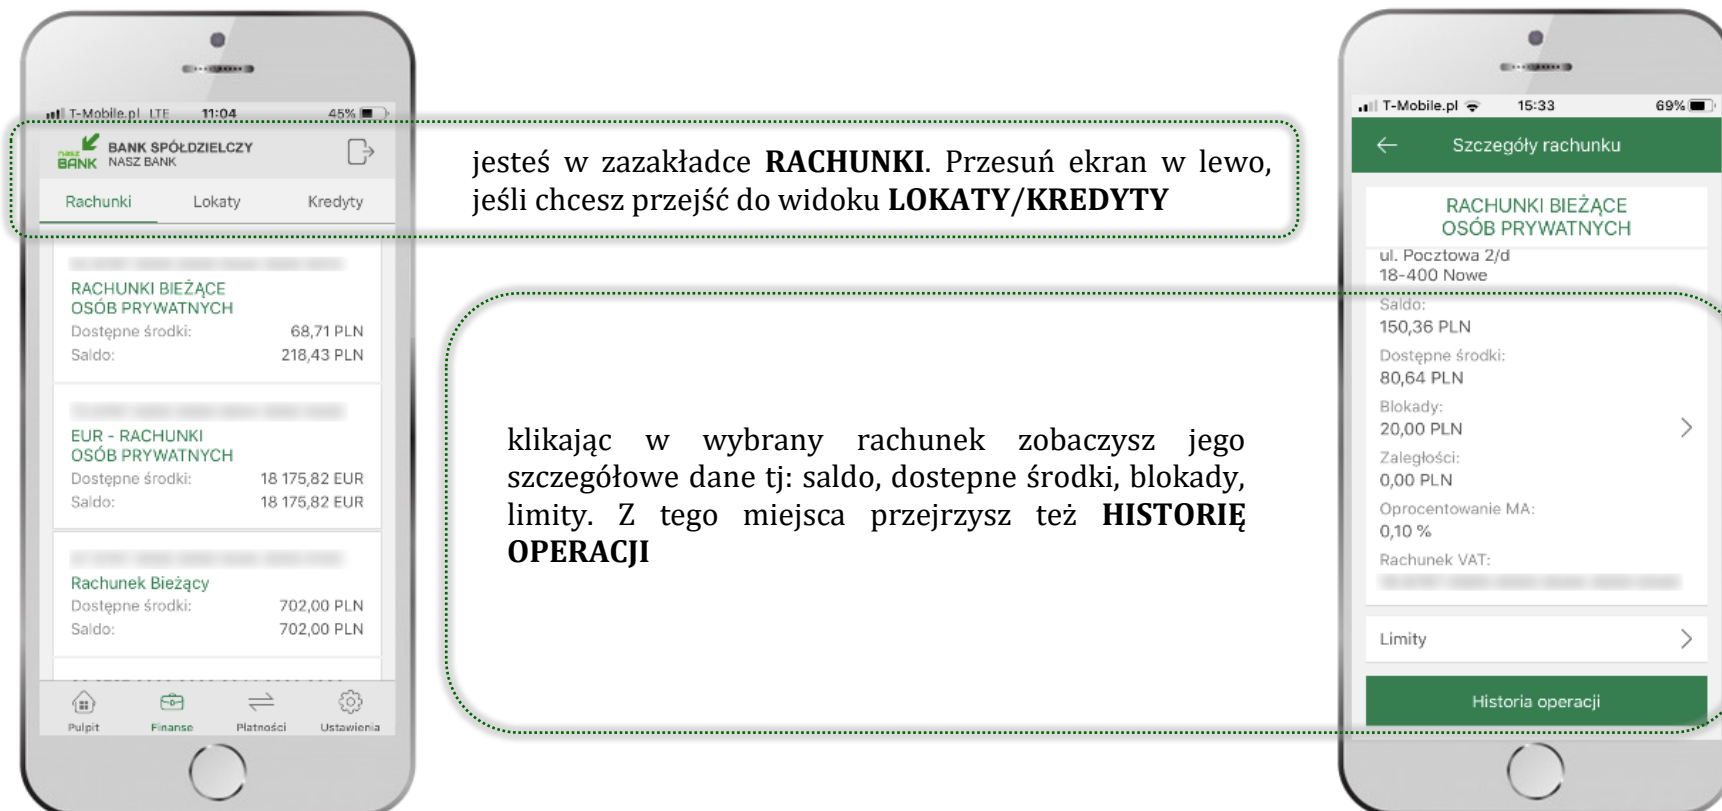 T-Mobile.pl LTE 11:04 45%
nasz BANK BANK SPÓŁDZIELCZY
NASZ BANK
Rachunki Lokaty Kredyty
RACHUNKI BIEŻĄCE
OSÓB PRYWATNYCH
Dostępne środki: 68,71 PLN
Saldo: 218,43 PLN
EUR - RACHUNKI
OSÓB PRYWATNYCH
Dostępne środki: 18 175,82 EUR
Saldo: 18 175,82 EUR
Rachunek Bieżący
Dostępne środki: 702,00 PLN
Saldo: 702,00 PLN
Pulpit Finanse Płatności Ustawienia
jesteś w zazakładce RACHUNKI. Przesuń ekran w lewo,
jeśli chcesz przejść do widoku LOKATY/KREDYTY
klikając w wybrany rachunek zobaczysz jego
szczegółowe dane tj: saldo, dostepne środki, blokady,
limity. Z tego miejsca przejrzysz też HISTORIĘ
OPERACJI
T-Mobile.pl 15:33 69%
Szczegóły rachunku
RACHUNKI BIEŻĄCE
OSÓB PRYWATNYCH
ul. Pocztowa 2/d
18-400 Nowe
Saldo:
150,36 PLN
Dostępne środki:
80,64 PLN
Blokady:
20,00 PLN
Zaległości:
0,00 PLN
Oprocentowanie MA:
0,10 %
Rachunek VAT:
Limity
Historia operacji